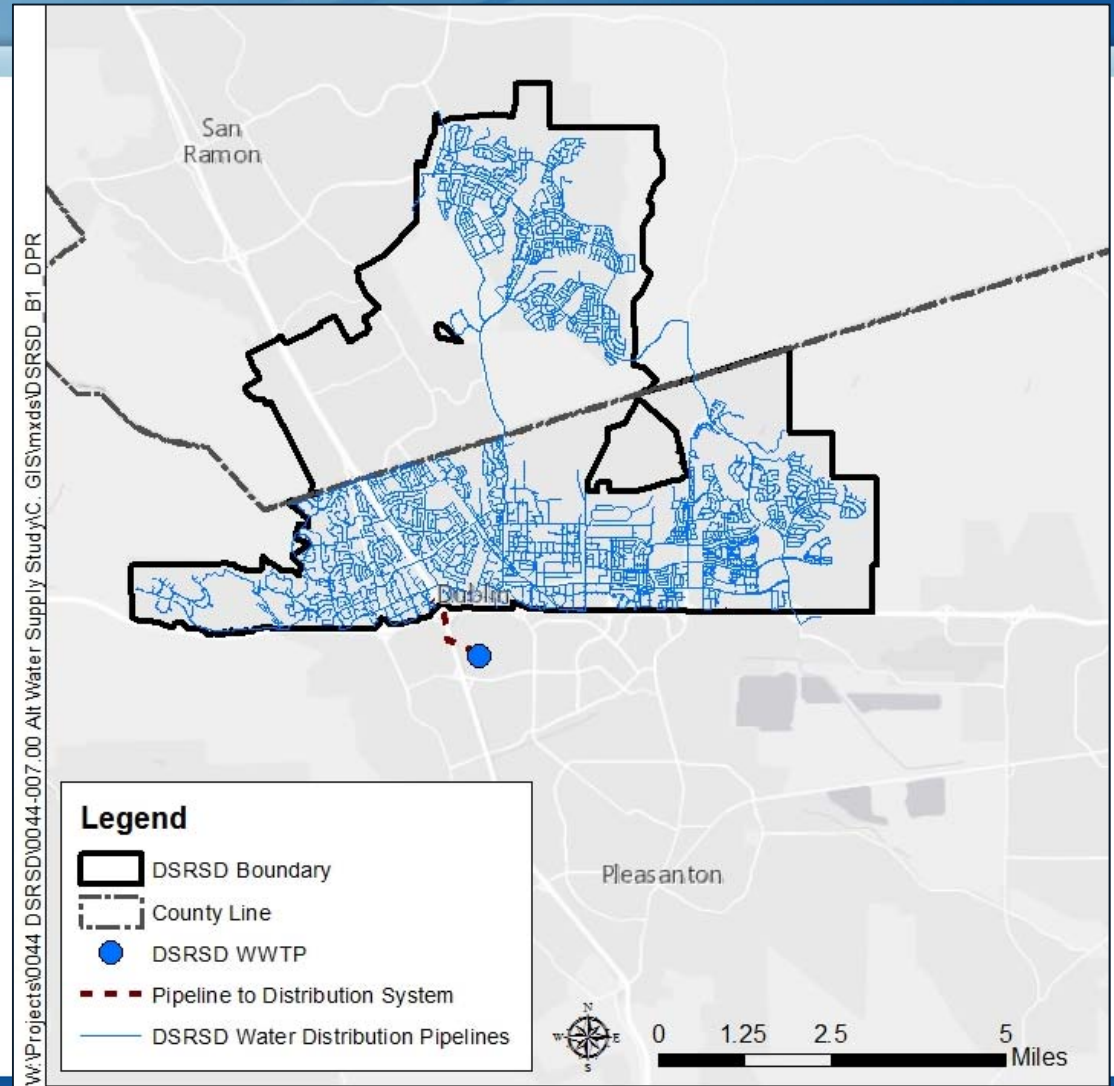 W:\Projects\0044 DSRSD\0044-007.00 Alt Water Supply Study\C. GIS\mxds\DSRSD_B1_DPR
San
Ramon
Dublin
Pleasanton
Legend
DSRSD Boundary
County Line
DSRSD WWTP
Pipeline to Distribution System
DSRSD Water Distribution Pipelines
N
W
E
S
0 1.25 2.5 5
Miles